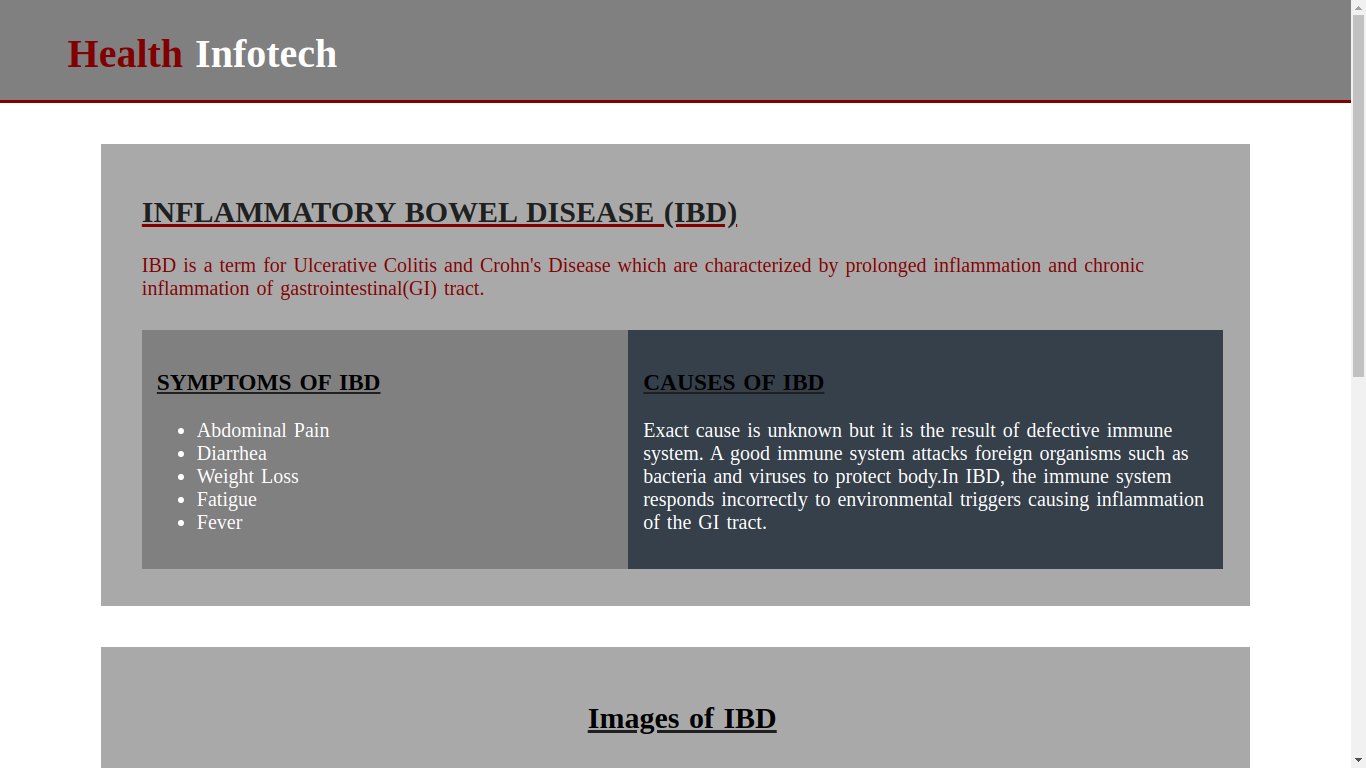 Health Infotech
INFLAMMATORY BOWEL DISEASE (IBD)
IBD is a term for Ulcerative Colitis and Crohn's Disease which are characterized by prolonged inflammation and chronic
inflammation of gastrointestinal(GI) tract.
SYMPTOMS OF IBD
Abdominal Pain
Diarrhea
Weight Loss
Fatigue
Fever
CAUSES OF IBD
Exact cause is unknown but it is the result of defective immune
system. A good immune system attacks foreign organisms such as
bacteria and viruses to protect body.In IBD, the immune system
responds incorrectly to environmental triggers causing inflammation
of the GI tract.
Images of IBD